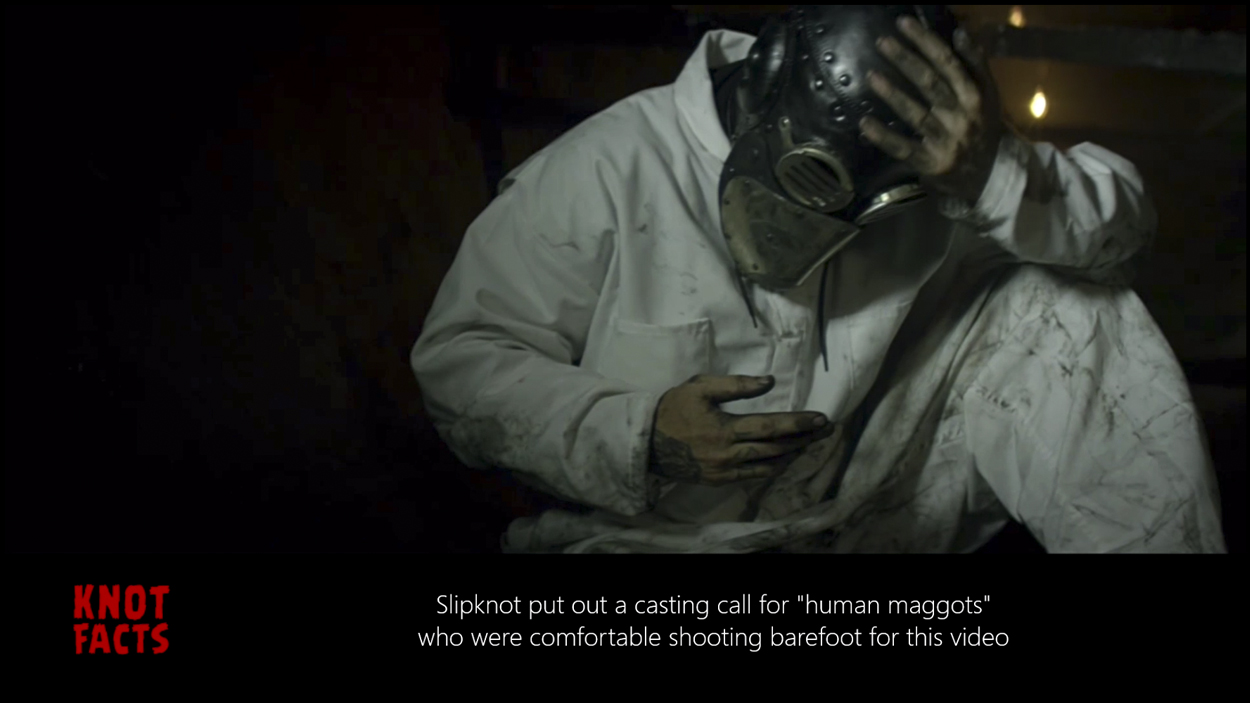 KNOT
FACTS
Slipknot put out a casting call for "human maggots"
who were comfortable shooting barefoot for this video